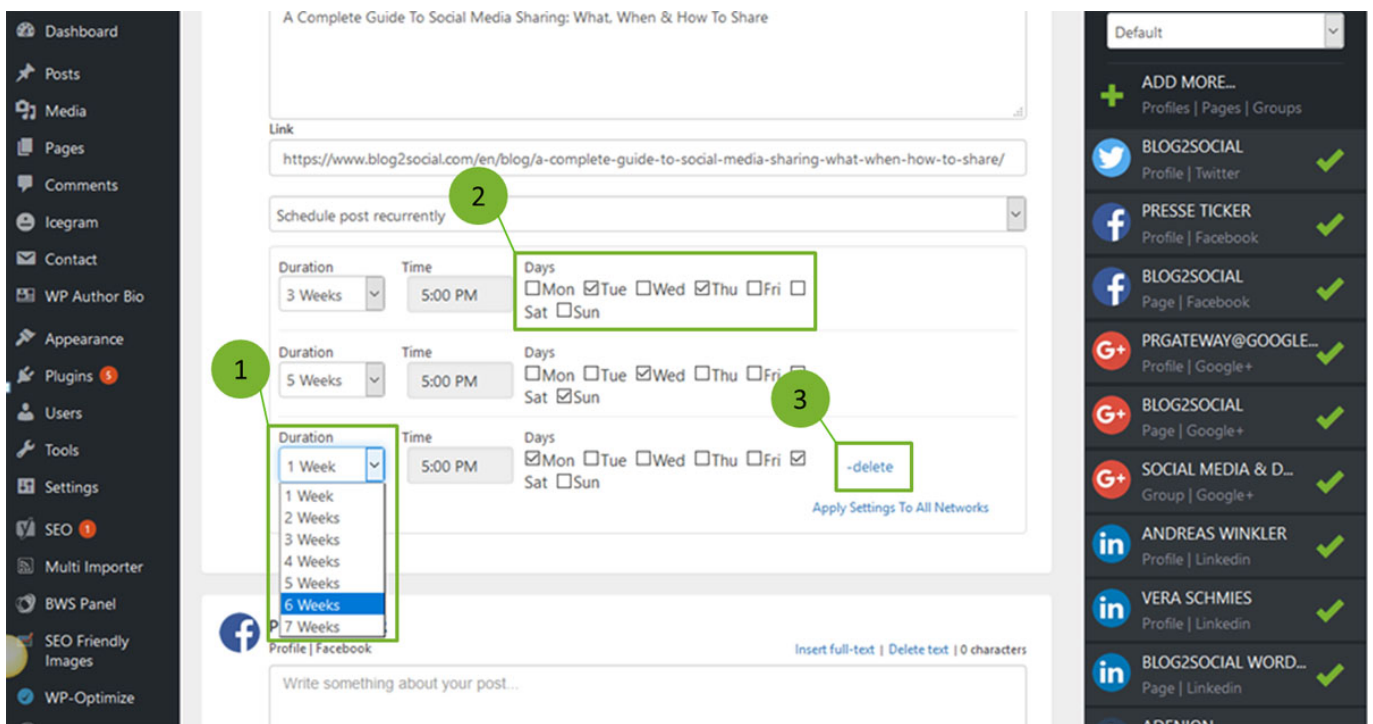 Dashboard
Posts
Media
Pages
Comments
Icegram
Contact
WP Author Bio
Appearance
Plugins 5
Users
Tools
Settings
SEO 1
Multi Importer
BWS Panel
SEO Friendly
Images
WP-Optimize
A Complete Guide To Social Media Sharing: What, When & How To Share
Link
https://www.blog2social.com/en/blog/a-complete-guide-to-social-media-sharing-what-when-how-to-share/
2
Schedule post recurrently
Duration Time Days
3 Weeks 5:00 PM Mon Tue Wed Thu Fri
Sat Sun
1
Duration Time Days
5 Weeks 5:00 PM Mon Tue Wed Thu Fri
Sat Sun
3
Duration Time Days
1 Week 5:00 PM Mon Tue Wed Thu Fri
Sat Sun
-delete
Apply Settings To All Networks
1 Week
2 Weeks
3 Weeks
4 Weeks
5 Weeks
6 Weeks
7 Weeks
Profile | Facebook
Insert full-text | Delete text | 0 characters
Write something about your post...
Default
ADD MORE...
Profiles | Pages | Groups
BLOG2SOCIAL
Profile | Twitter
PRESSE TICKER
Profile | Facebook
BLOG2SOCIAL
Page | Facebook
PRGATEWAY@GOOGLE...
Profile | Google+
BLOG2SOCIAL
Page | Google+
SOCIAL MEDIA & D...
Group | Google+
ANDREAS WINKLER
Profile | Linkedin
VERA SCHMIES
Profile | Linkedin
BLOG2SOCIAL WORD...
Page | Linkedin